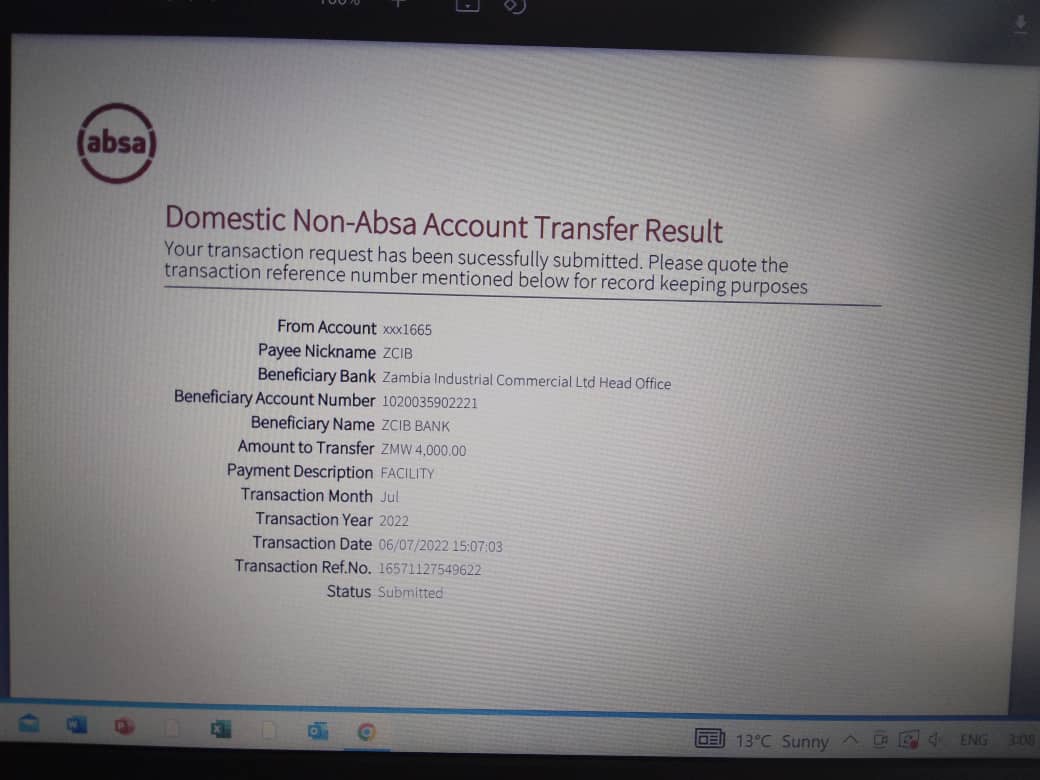 absa
Domestic Non-Absa Account Transfer Result
Your transaction request has been sucessfully submitted. Please quote the
transaction reference number mentioned below for record keeping purposes
From Account xxx1665
Payee Nickname ZCIB
Beneficiary Bank Zambia Industrial Commercial Ltd Head Office
Beneficiary Account Number 1020035902221
Beneficiary Name ZCIB BANK
Amount to Transfer ZMW 4,000.00
Payment Description FACILITY
Transaction Month Jul
Transaction Year 2022
Transaction Date 06/07/2022 15:07:03
Transaction Ref.No. 16571127549622
Status Submitted
13°C Sunny ENG 3:08